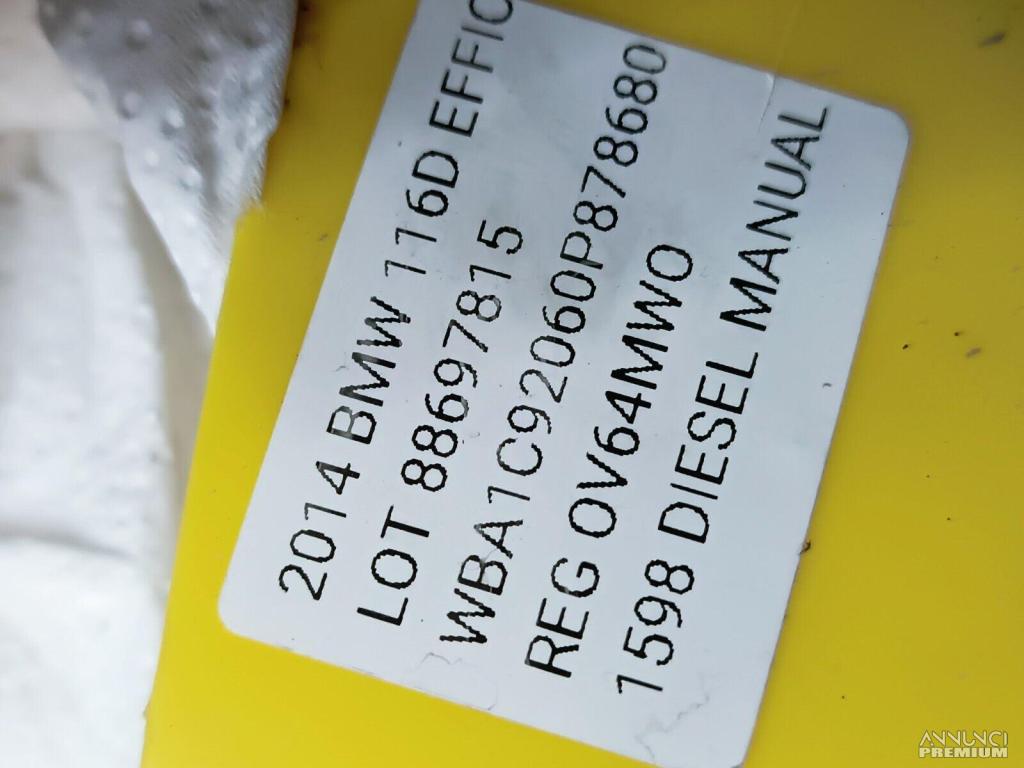 2014 BMW 116D EFFIC
LOT 88697815
WBA1C92060P878680
REG OV64MWO
1598 DIESEL MANUAL
ANNUNCI
PREMIUM